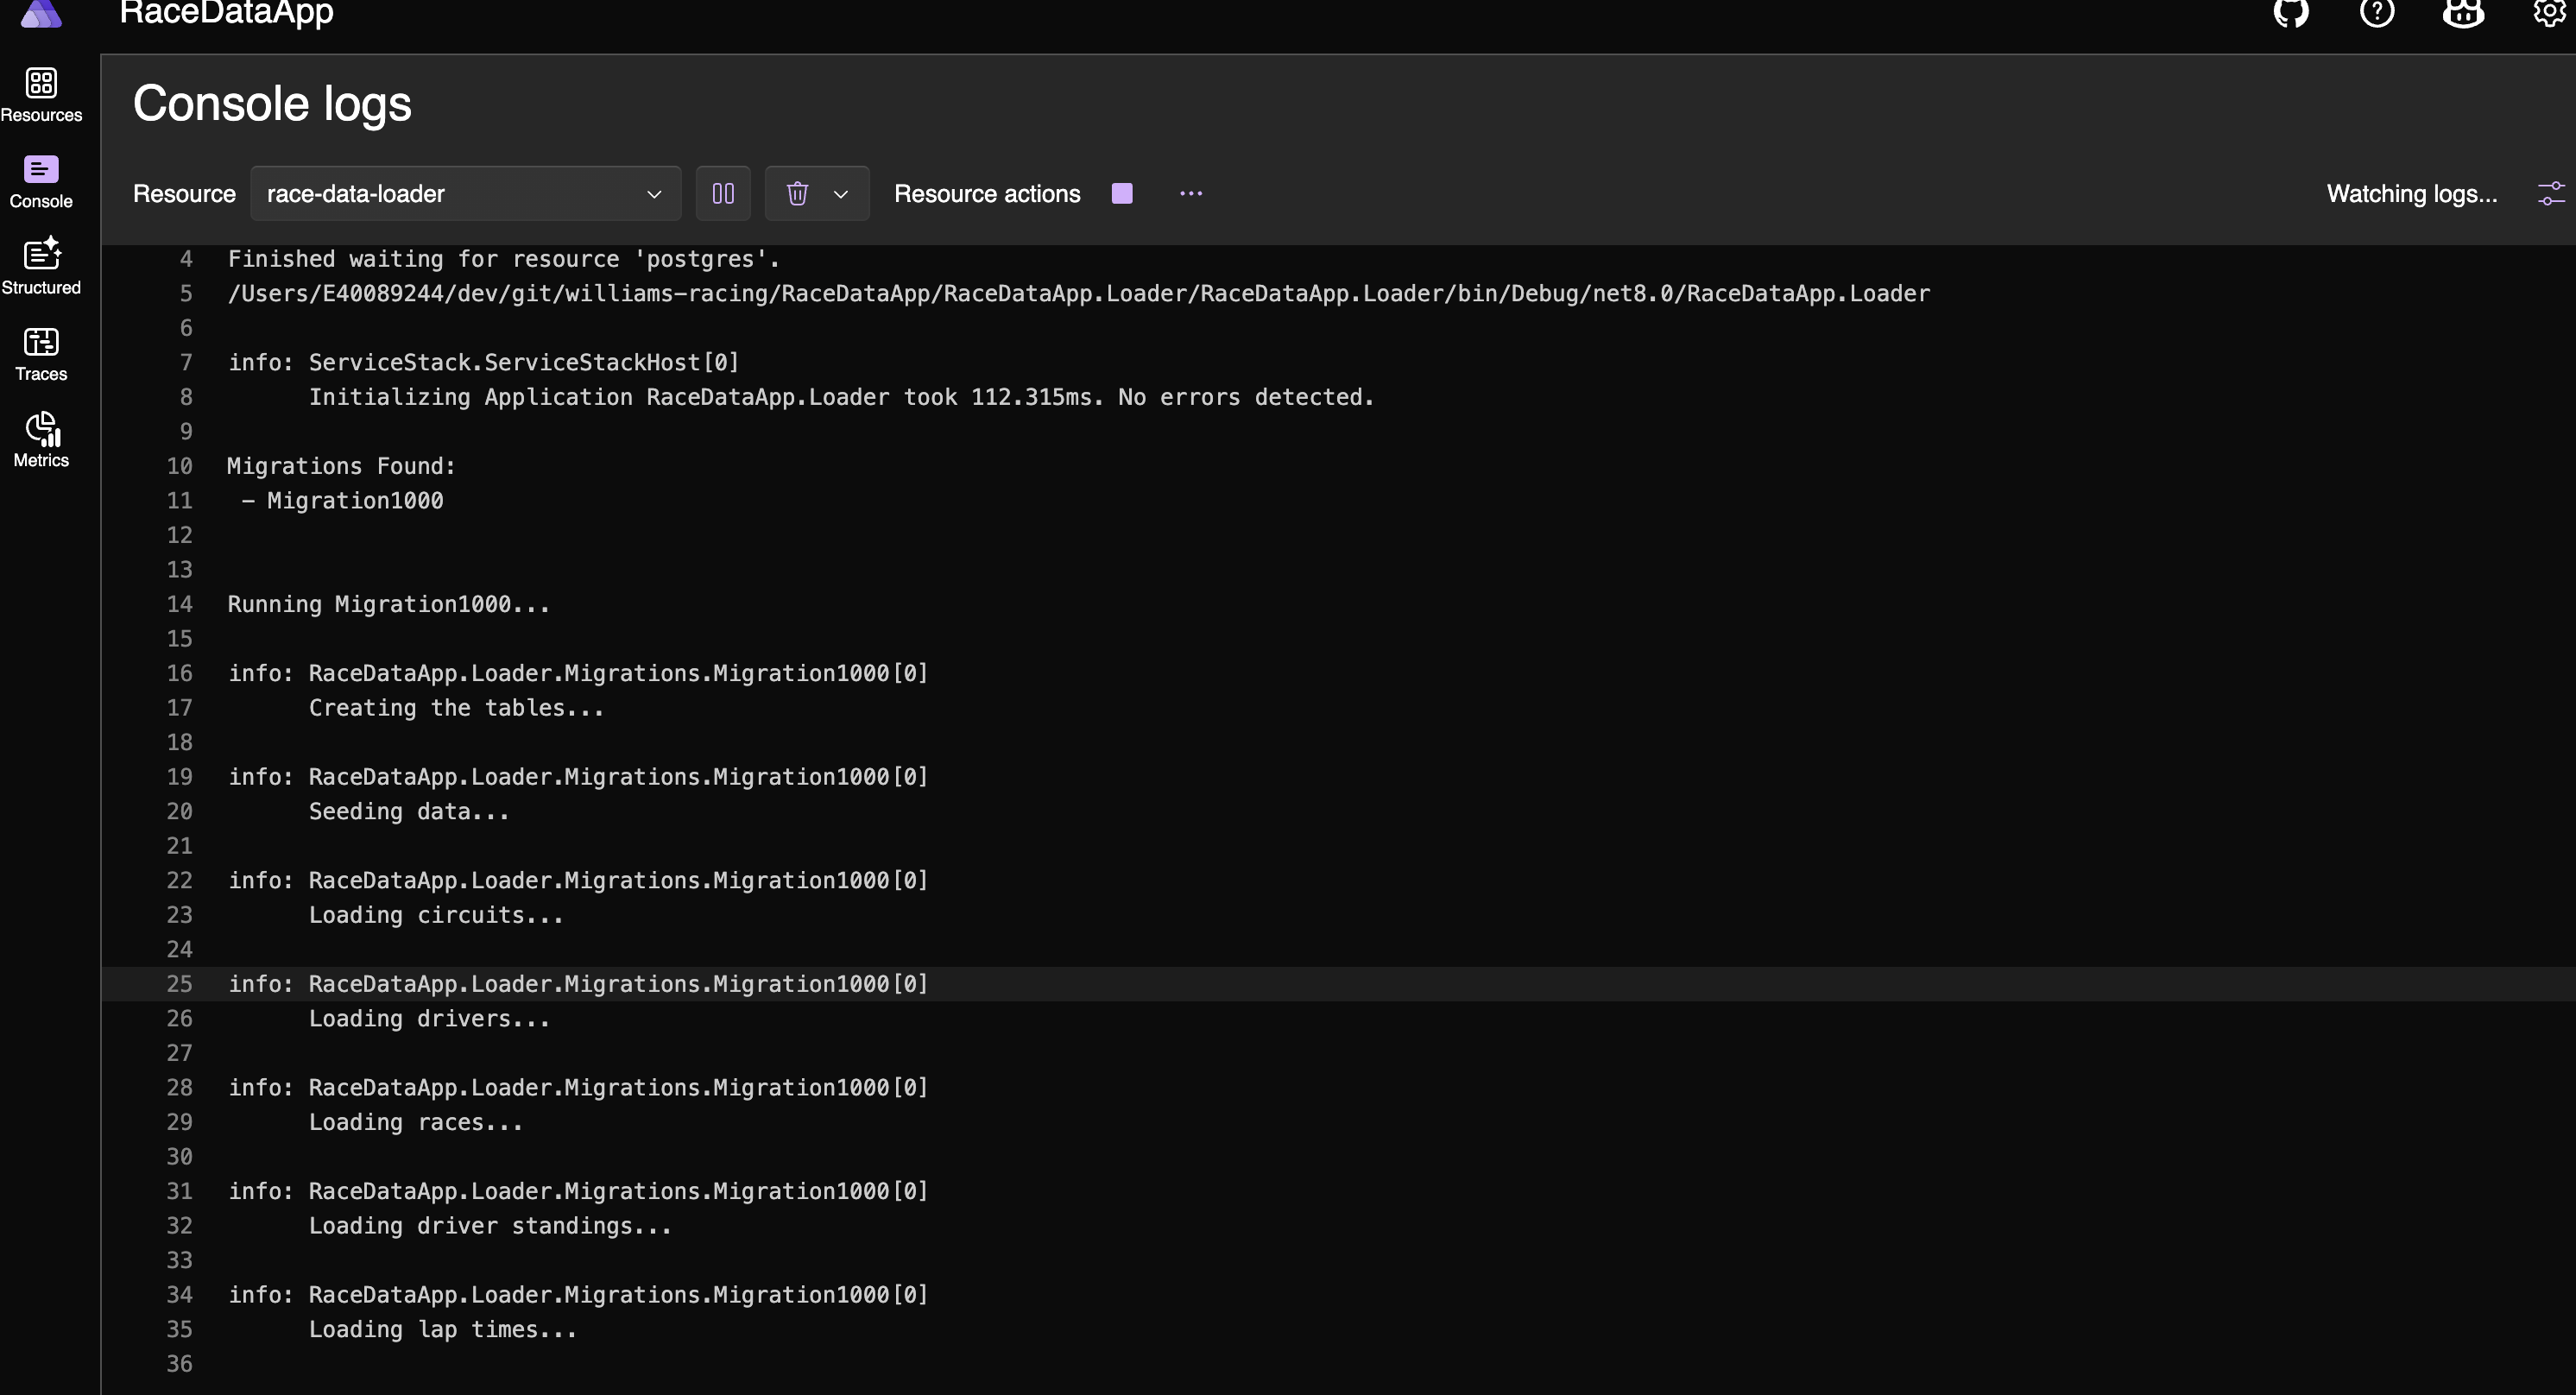 RaceDataApp
Resources
Console
Structured
Traces
Metrics
Console logs
Resource race-data-loader Resource actions Watching logs...
4 Finished waiting for resource 'postgres'.
5 /Users/E40089244/dev/git/williams-racing/RaceDataApp/RaceDataApp.Loader/RaceDataApp.Loader/bin/Debug/net8.0/RaceDataApp.Loader
6
7 info: ServiceStack.ServiceStackHost[0]
8 Initializing Application RaceDataApp.Loader took 112.315ms. No errors detected.
9
10 Migrations Found:
11 - Migration1000
12
13
14 Running Migration1000...
15
16 info: RaceDataApp.Loader.Migrations.Migration1000[0]
17 Creating the tables...
18
19 info: RaceDataApp.Loader.Migrations.Migration1000[0]
20 Seeding data...
21
22 info: RaceDataApp.Loader.Migrations.Migration1000[0]
23 Loading circuits...
24
25 info: RaceDataApp.Loader.Migrations.Migration1000[0]
26 Loading drivers...
27
28 info: RaceDataApp.Loader.Migrations.Migration1000[0]
29 Loading races...
30
31 info: RaceDataApp.Loader.Migrations.Migration1000[0]
32 Loading driver standings...
33
34 info: RaceDataApp.Loader.Migrations.Migration1000[0]
35 Loading lap times...
36